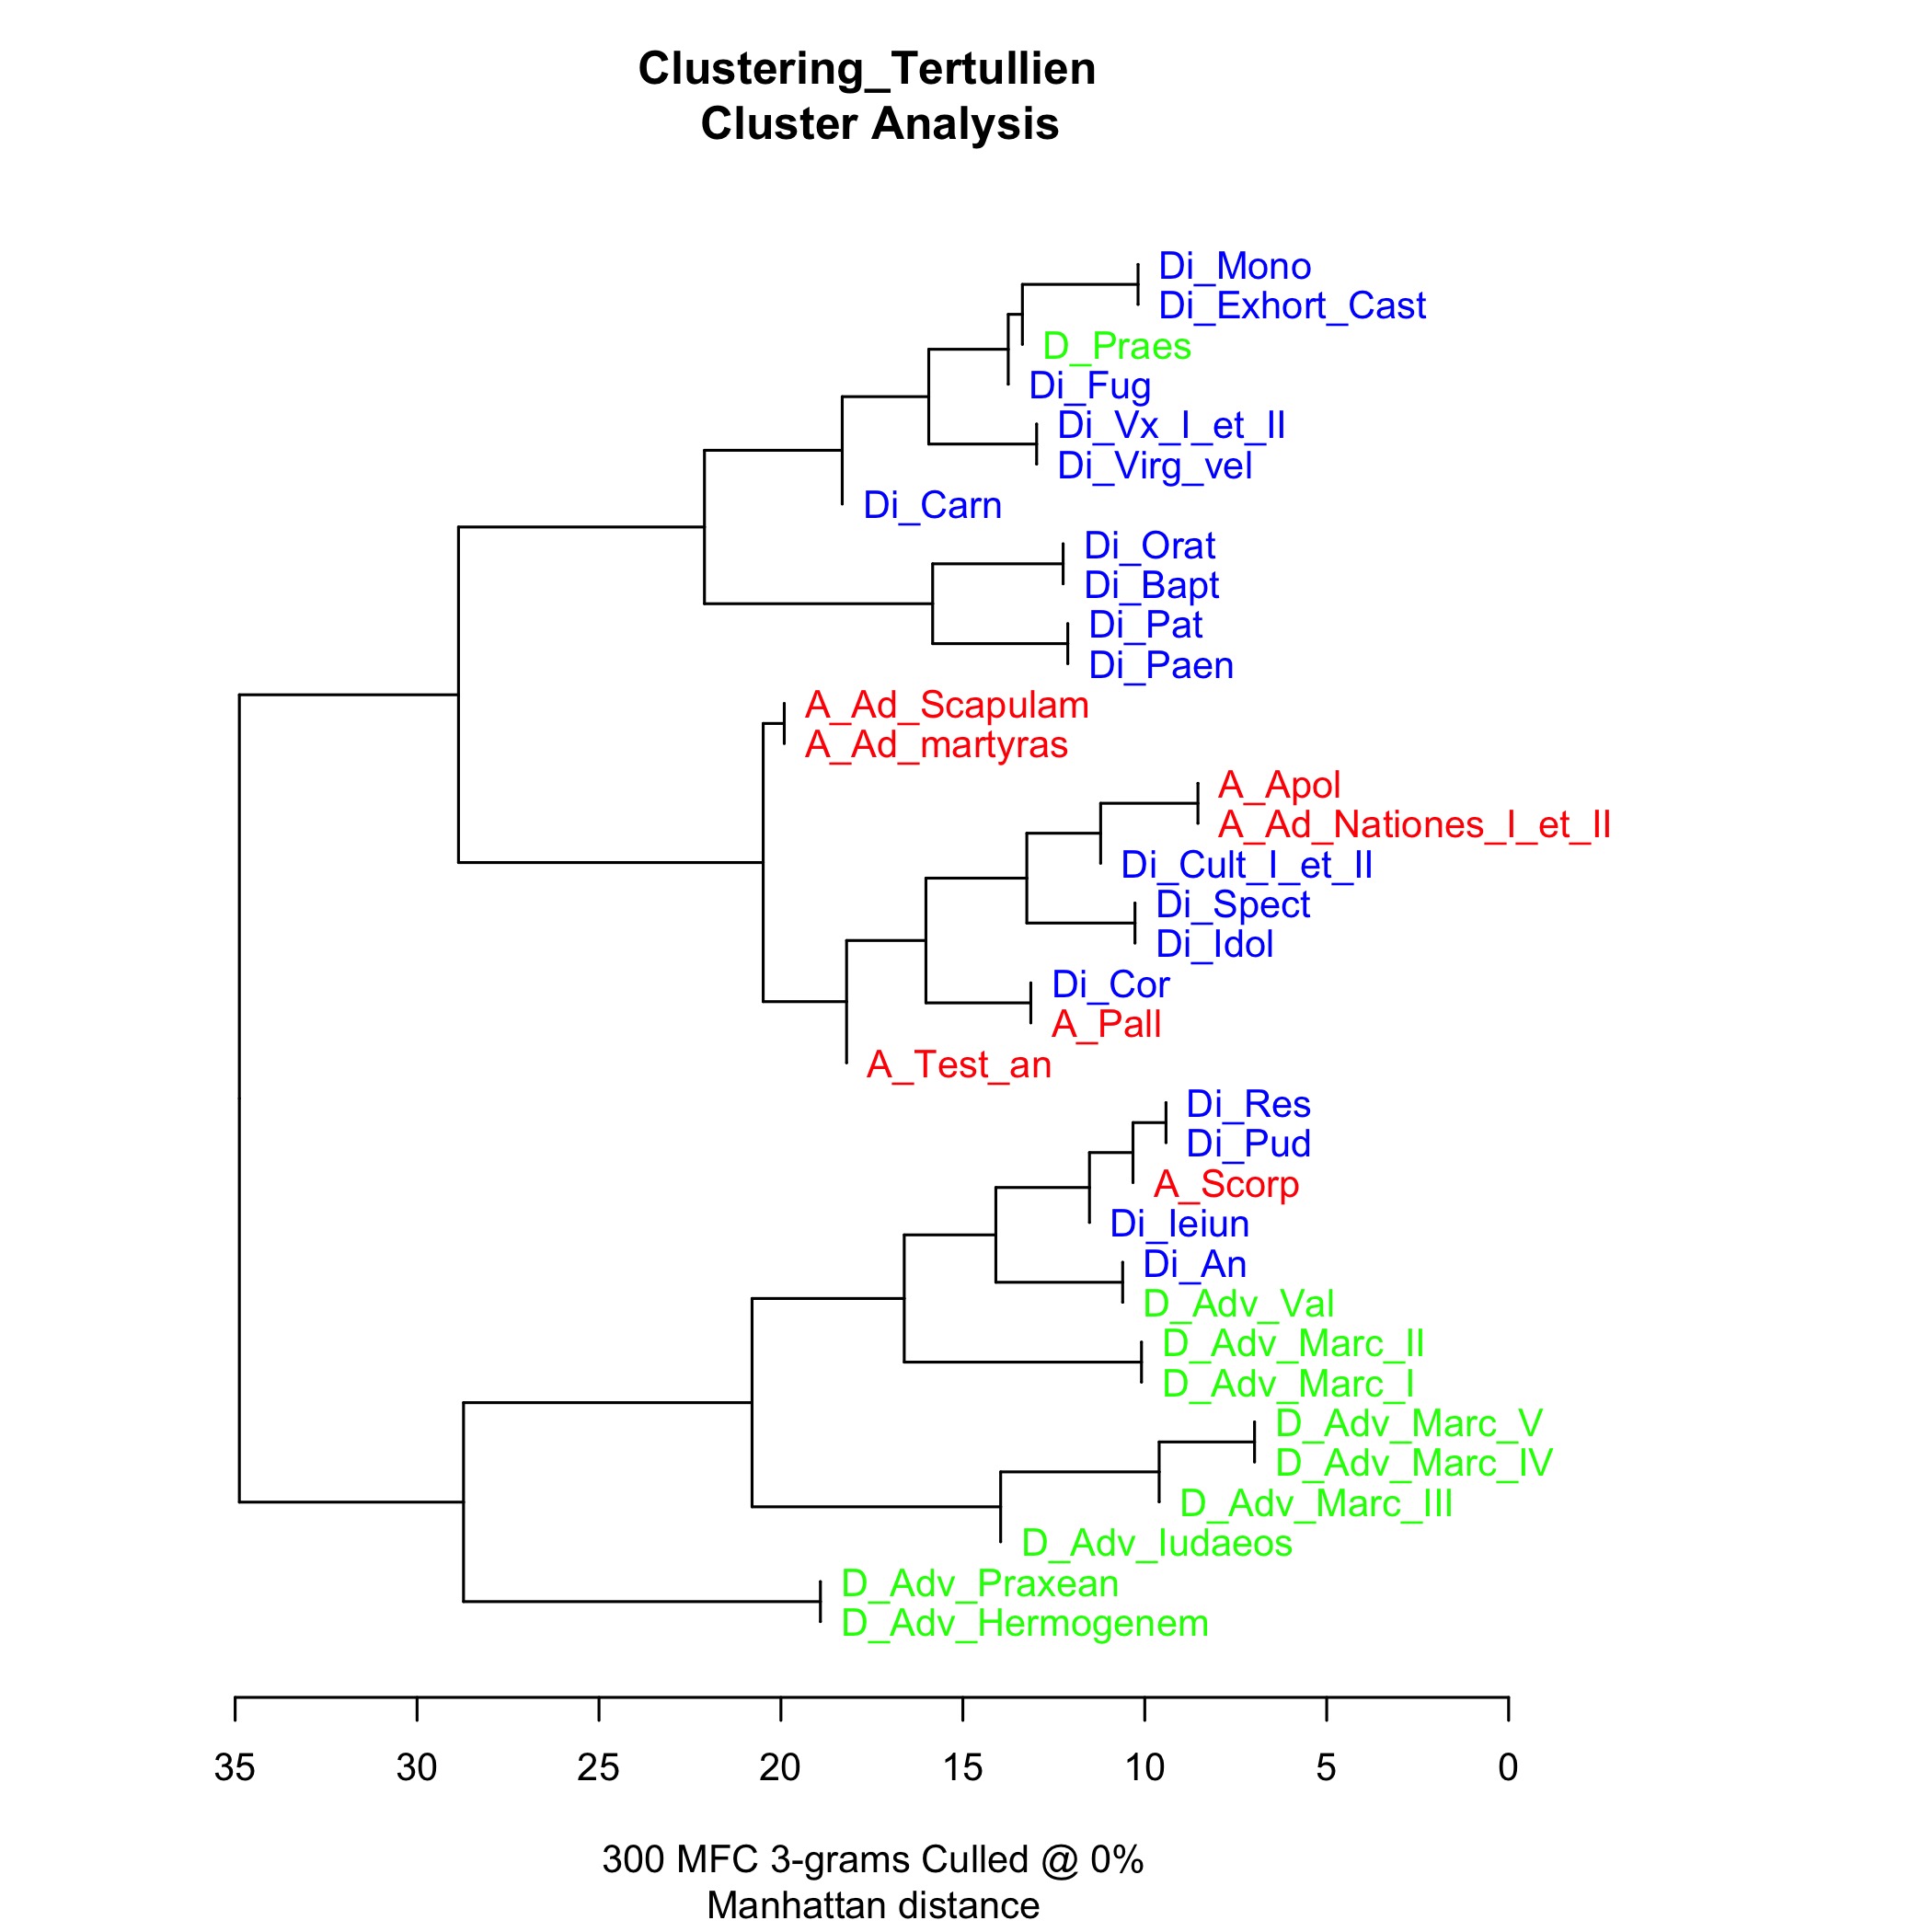 Clustering_Tertullien
Cluster Analysis
Di_Mono
Di_Exhort_Cast
D_Praes
Di_Fug
Di_Vx_I_et_II
Di_Virg_vel
Di_Carn
Di_Orat
Di_Bapt
Di_Pat
Di_Paen
A_Ad_Scapulam
A_Ad_martyras
A_Apol
A_Ad_Nationes_I_et_II
Di_Cult_I_et_II
Di_Spect
Di_Idol
Di_Cor
A_Pall
A_Test_an
Di_Res
Di_Pud
A_Scorp
Di_Ieiun
Di_An
D_Adv_Val
D_Adv_Marc_II
D_Adv_Marc_I
D_Adv_Marc_V
D_Adv_Marc_IV
D_Adv_Marc_III
D_Adv_Iudaeos
D_Adv_Praxean
D_Adv_Hermogenem
35 30 25 20 15 10 5 0
300 MFC 3-grams Culled @ 0%
Manhattan distance